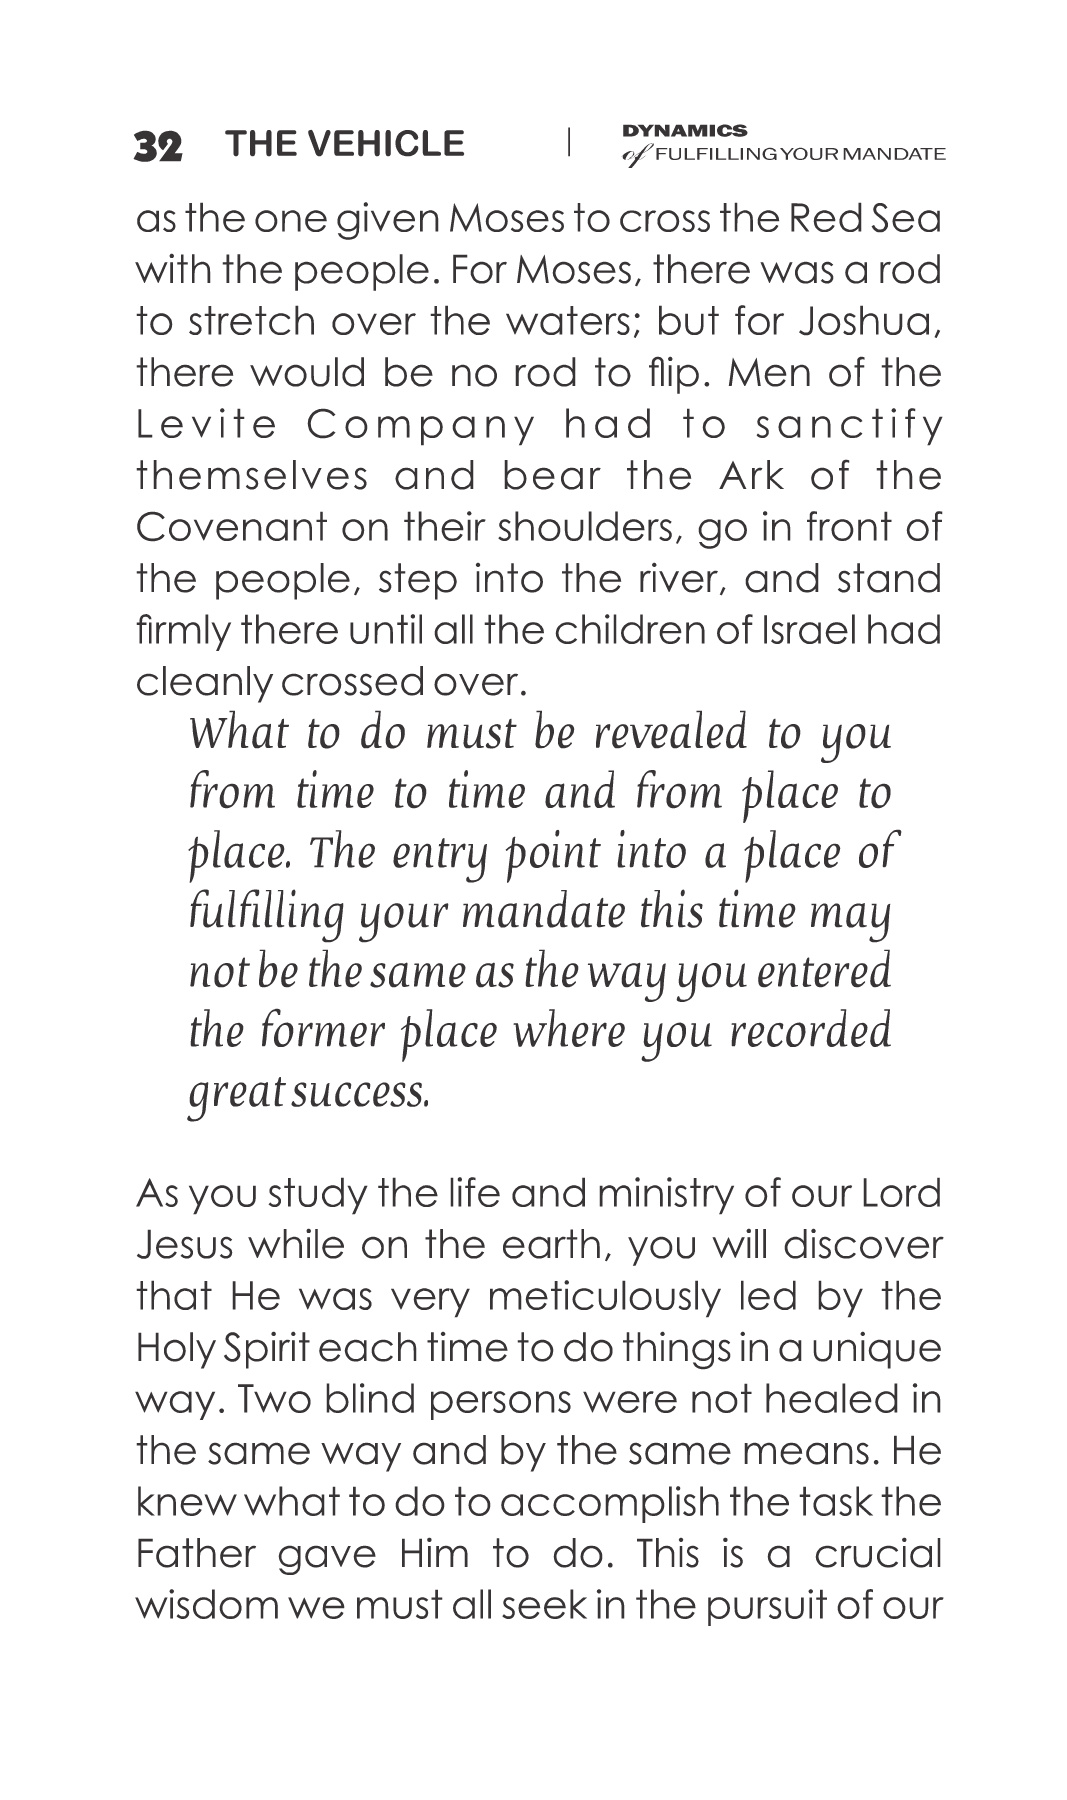 32 THE VEHICLE | DYNAMICS
of FULFILLING YOUR MANDATE
as the one given Moses to cross the Red Sea
with the people. For Moses, there was a rod
to stretch over the waters; but for Joshua,
there would be no rod to flip. Men of the
Levite Company had to sanctify
themselves and bear the Ark of the
Covenant on their shoulders, go in front of
the people, step into the river, and stand
firmly there until all the children of Israel had
cleanly crossed over.
What to do must be revealed to you
from time to time and from place to
place. The entry point into a place of
fulfilling your mandate this time may
not be the same as the way you entered
the former place where you recorded
great success.
As you study the life and ministry of our Lord
Jesus while on the earth, you will discover
that He was very meticulously led by the
Holy Spirit each time to do things in a unique
way. Two blind persons were not healed in
the same way and by the same means. He
knew what to do to accomplish the task the
Father gave Him to do. This is a crucial
wisdom we must all seek in the pursuit of our